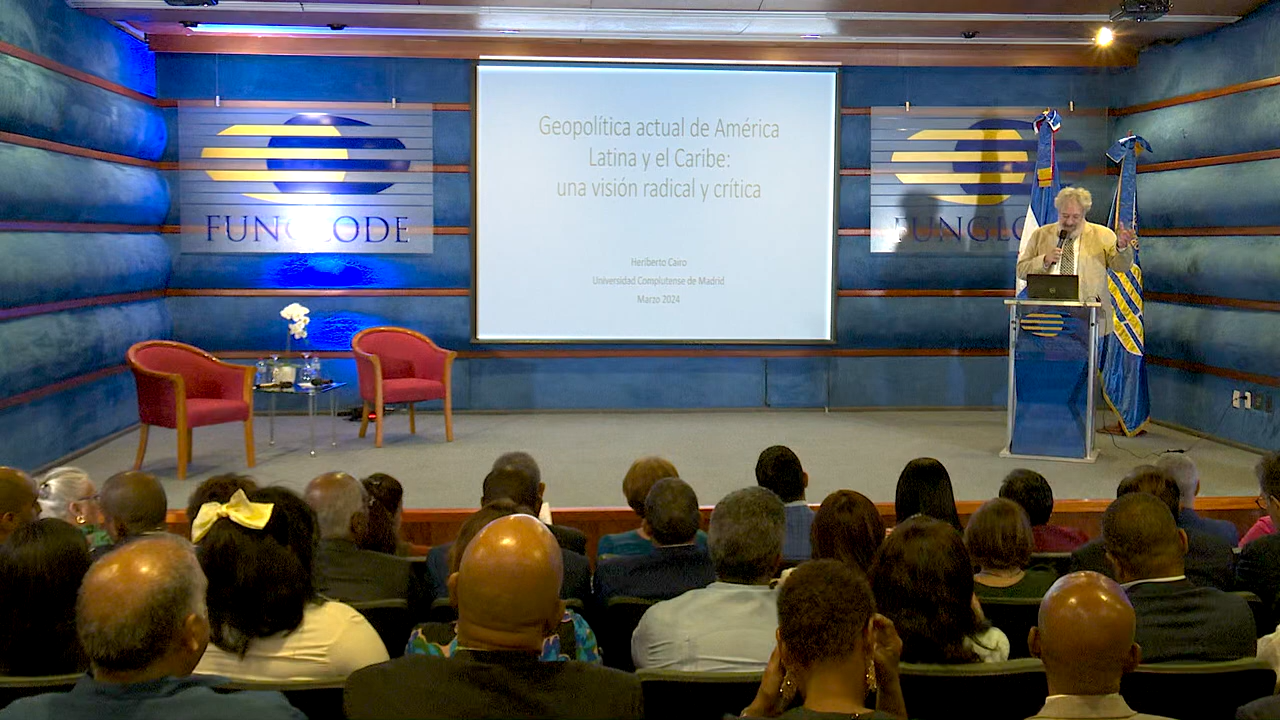 Geopolítica actual de América
Latina y el Caribe:
una visión radical y crítica
Heriberto Cairo
Universidad Complutense de Madrid
Marzo 2024
FUNGLODE
FUNGLO